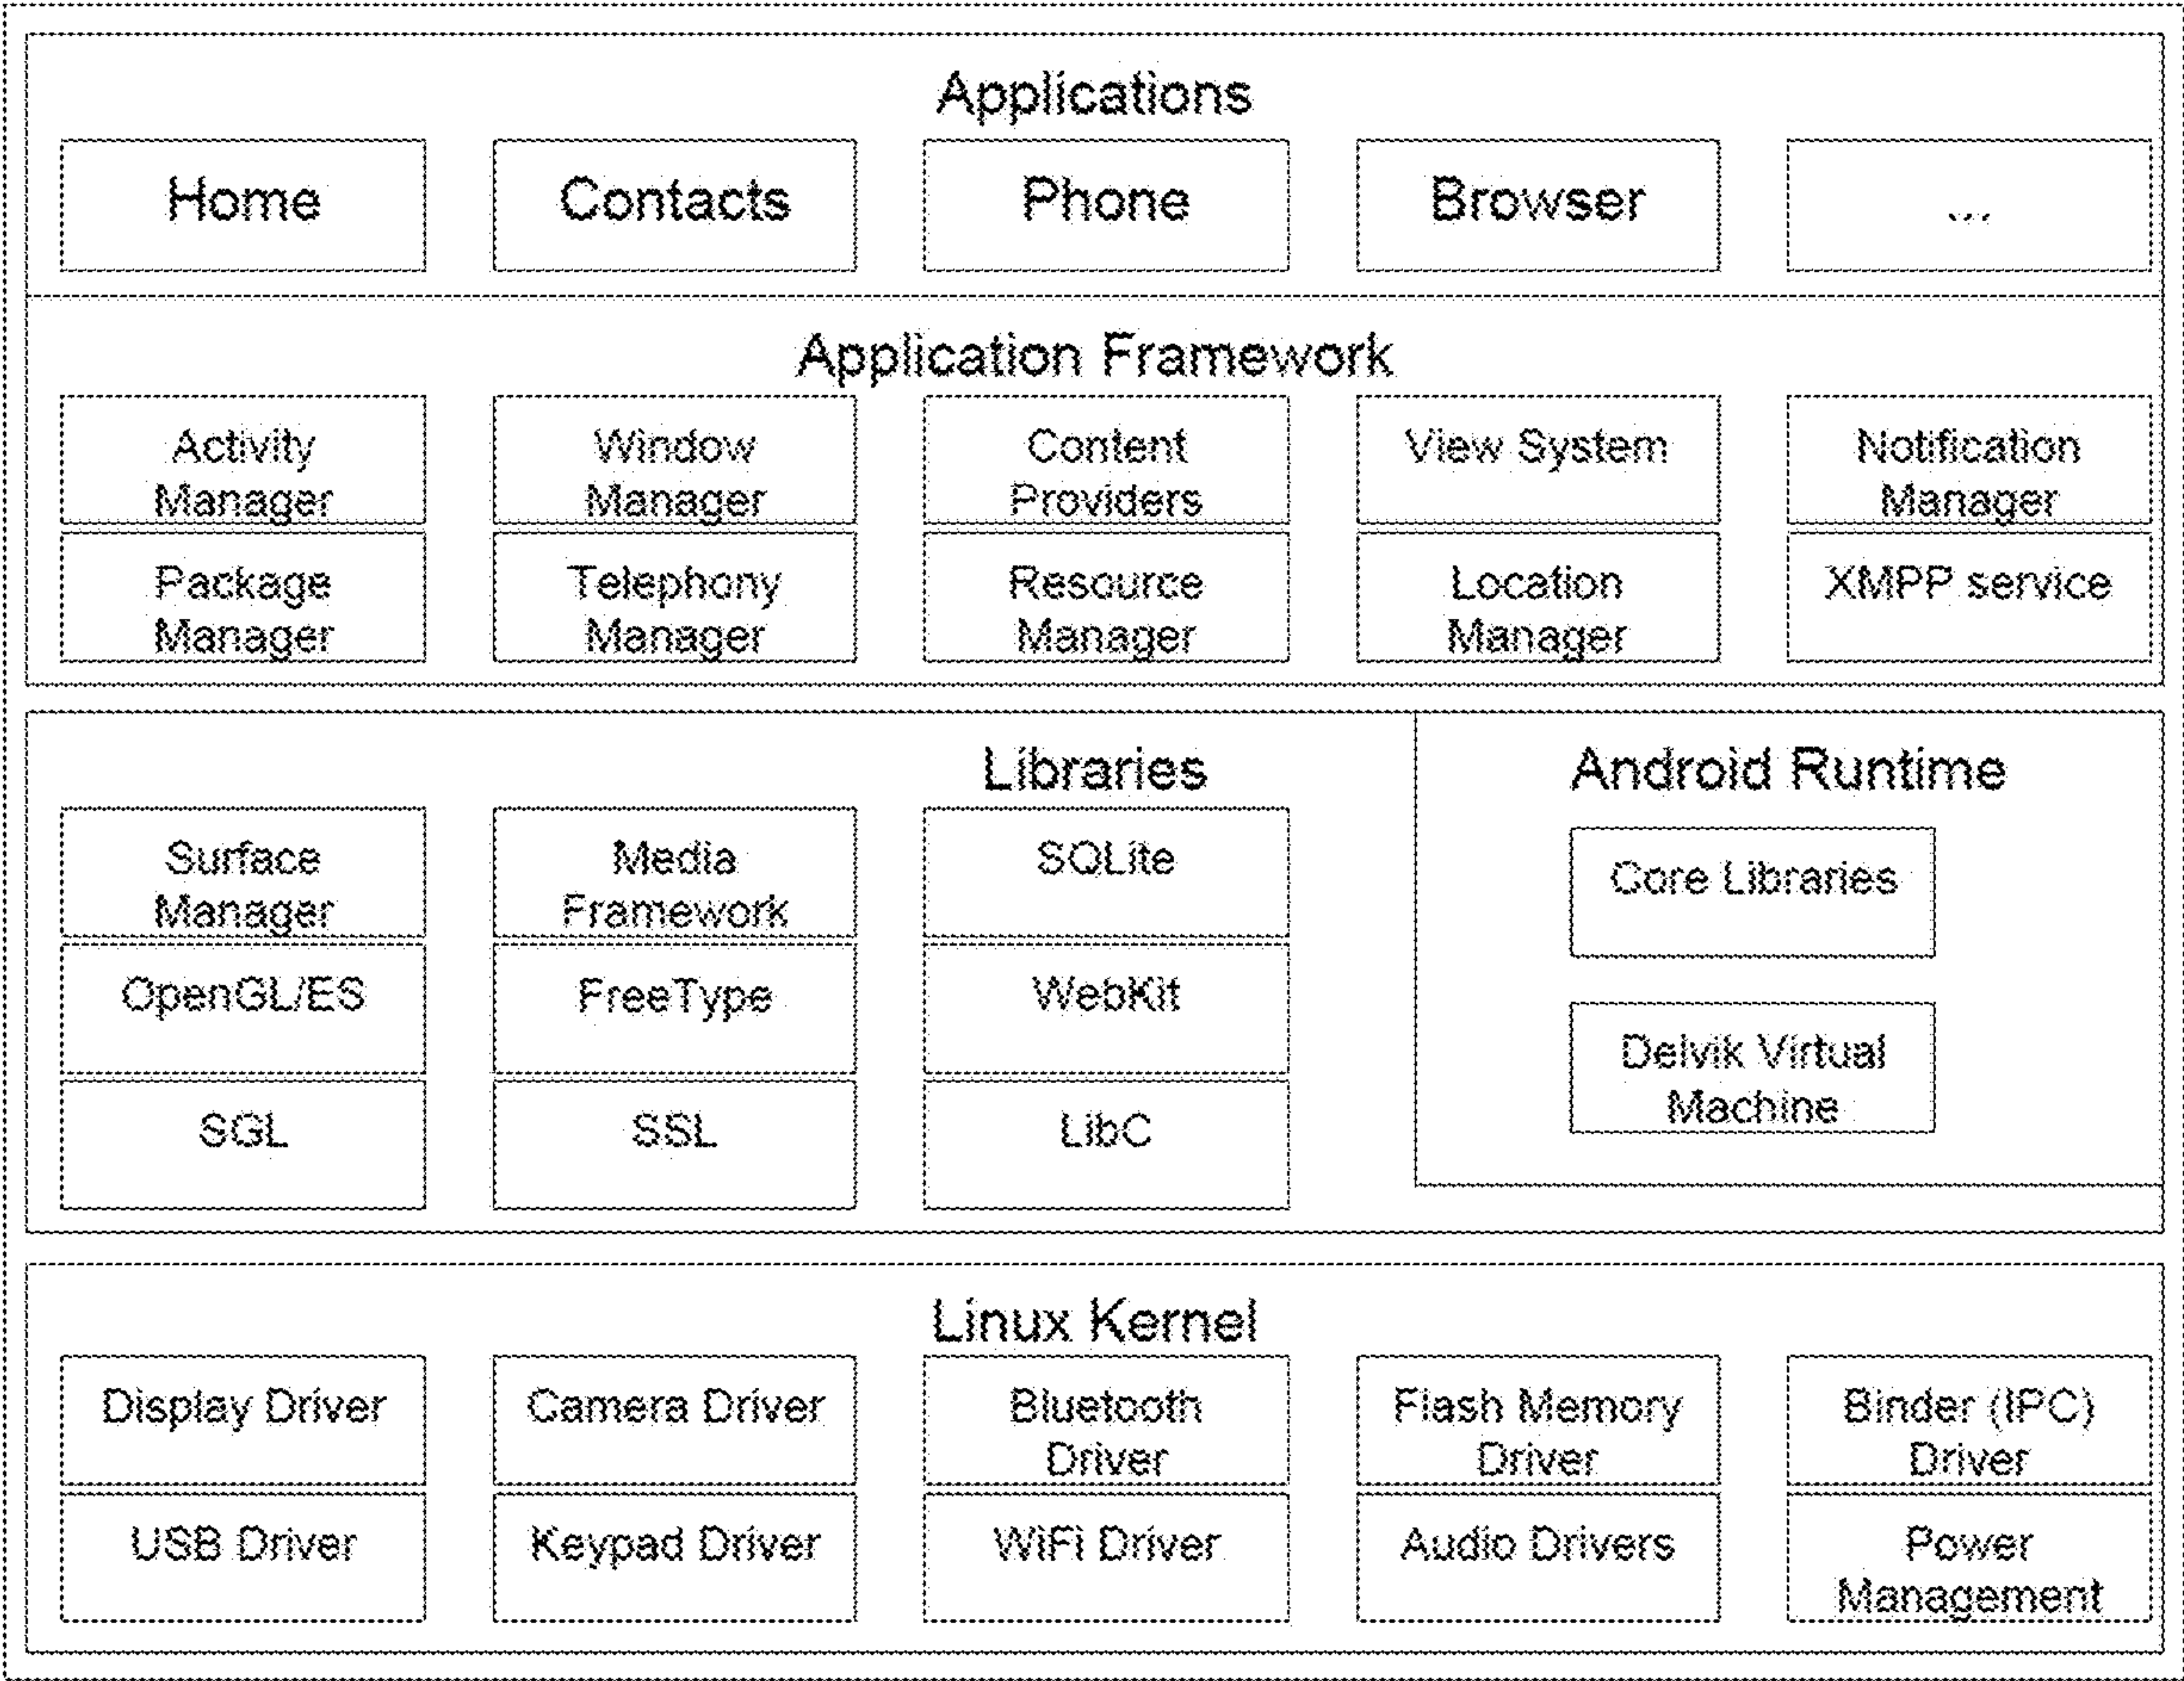 Applications
Home
Contacts
Phone
Browser
...
Application Framework
Activity
Manager
Window
Manager
Content
Providers
View System
Notification
Manager
Package
Manager
Telephony
Manager
Resource
Manager
Location
Manager
XMPP service
Libraries
Surface
Manager
Media
Framework
SQLite
OpenGL/ES
FreeType
WebKit
SGL
SSL
LibC
Android Runtime
Core Libraries
Delvik Virtual
Machine
Linux Kernel
Display Driver
Camera Driver
Bluetooth
Driver
Flash Memory
Driver
Binder (IPC)
Driver
USB Driver
Keypad Driver
WiFi Driver
Audio Drivers
Power
Management